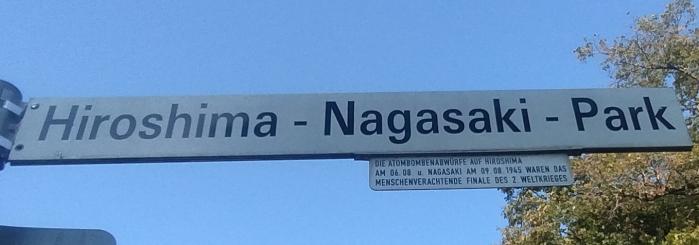 Hiroshima - Nagasaki - Park
DIE ATOMBOMBENABWÜRFE AUF HIROSHIMA
AM 06.08 u. NAGASAKI AM 09.08.1945 WAREN DAS
MENSCHENVERACHTENDE FINALE DES 2. WELTKRIEGES